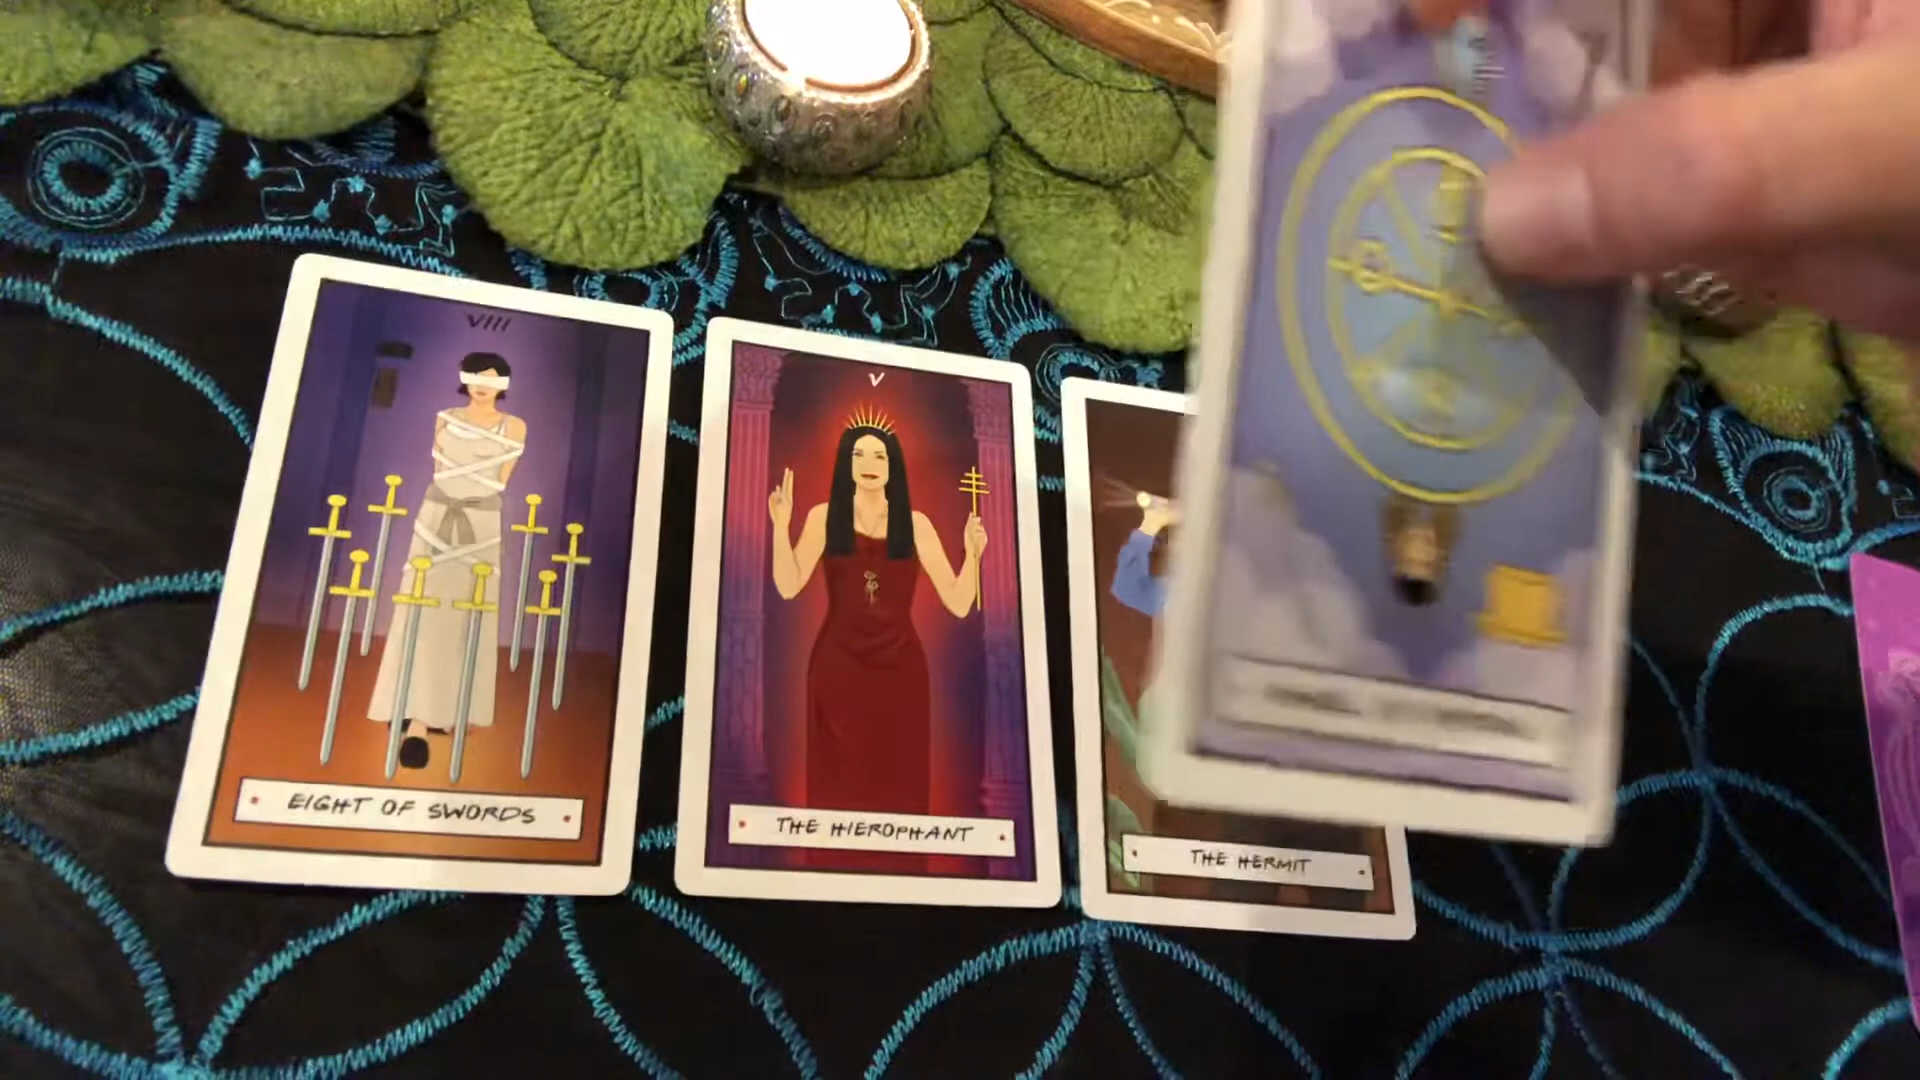 VIII
EIGHT OF SWORDS
V
THE HIEROPHANT
THE HERMIT